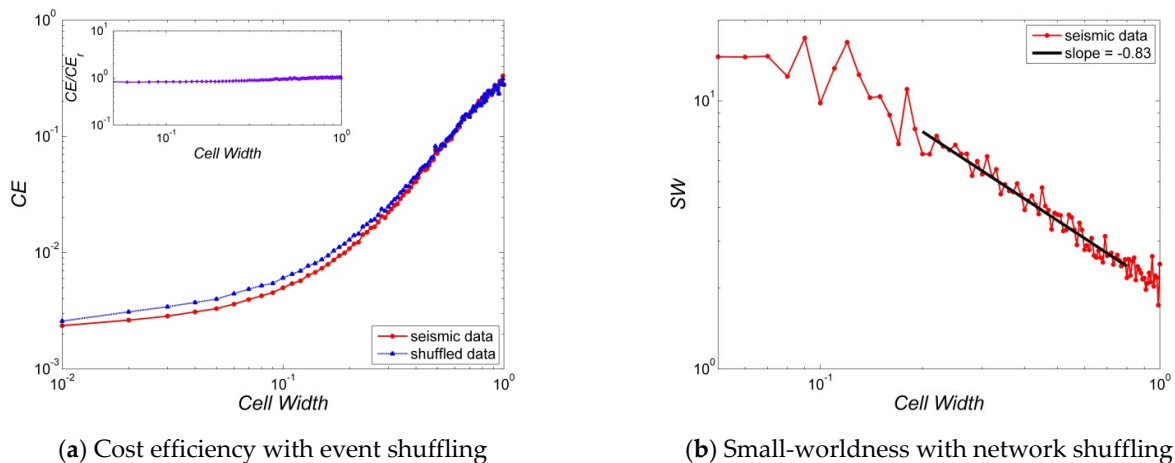 10^0
10^-1
10^-2
10^-3
CE
10^1
10^0
10^-1
CE/CE_r
10^-1
10^0
Cell Width
seismic data
shuffled data
10^-2
10^-1
10^0
Cell Width
(a) Cost efficiency with event shuffling
10^1
10^0
SW
seismic data
slope = -0.83
10^-1
10^0
Cell Width
(b) Small-worldness with network shuffling